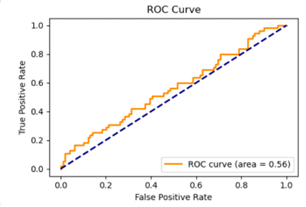 ROC Curve
1.0
0.8
0.6
0.4
0.2
0.0
True Positive Rate
ROC curve (area = 0.56)
0.0 0.2 0.4 0.6 0.8 1.0
False Positive Rate